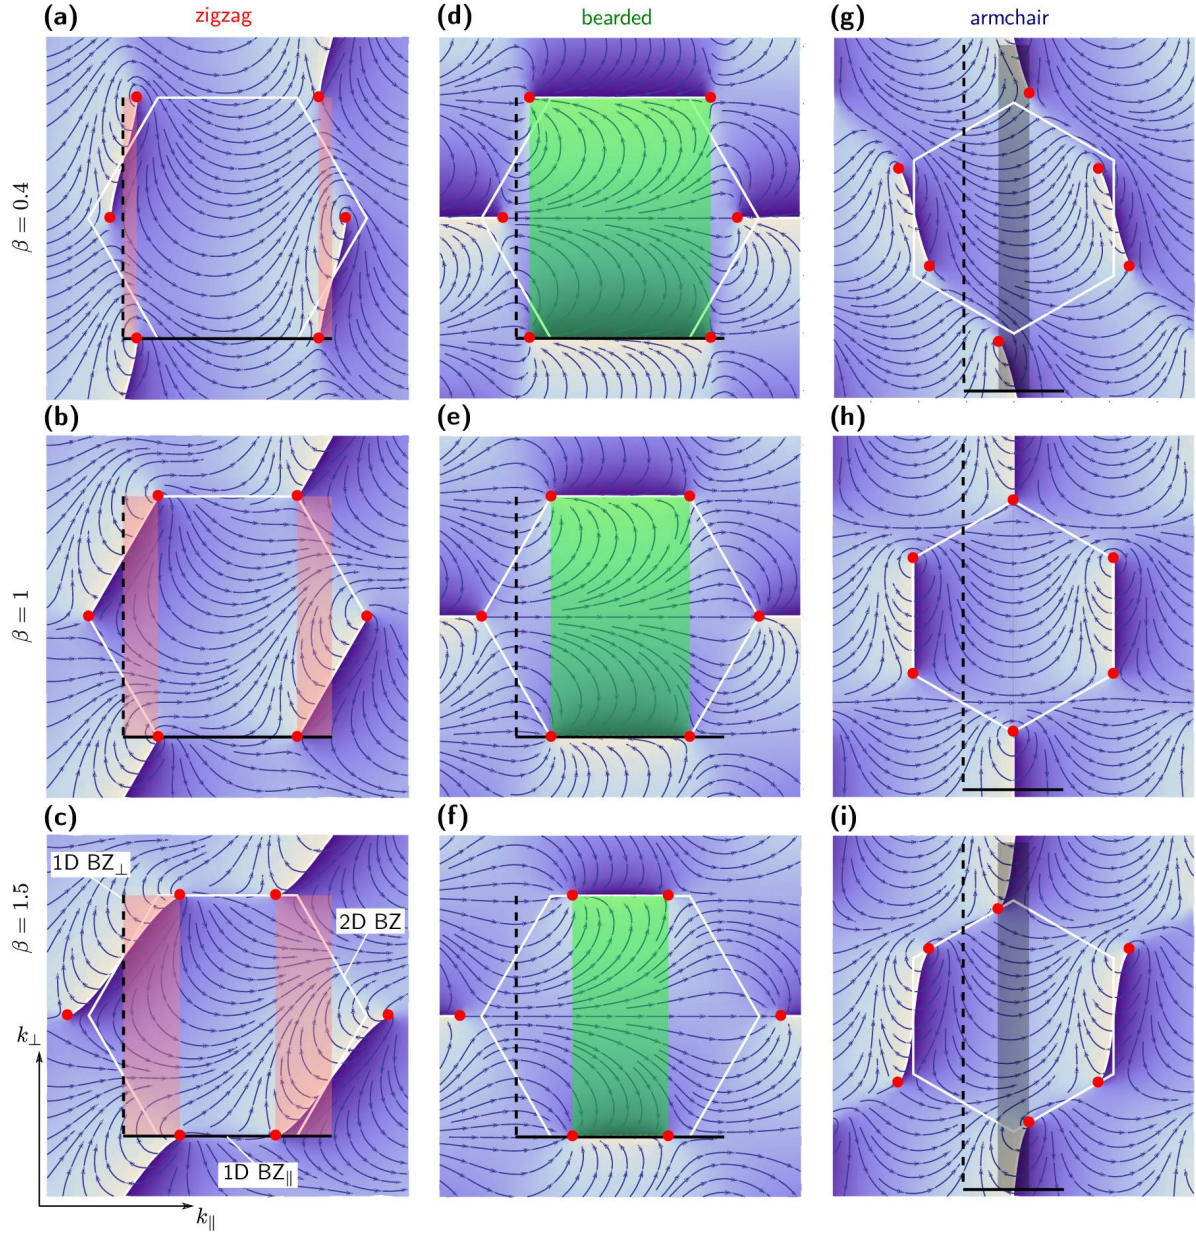 (a) zigzag (d) bearded (g) armchair
β = 0.4
(b) (e) (h)
β = 1
(c) (f) (i)
β = 1.5
1D BZ⊥
2D BZ
1D BZ∥
k⊥
k∥